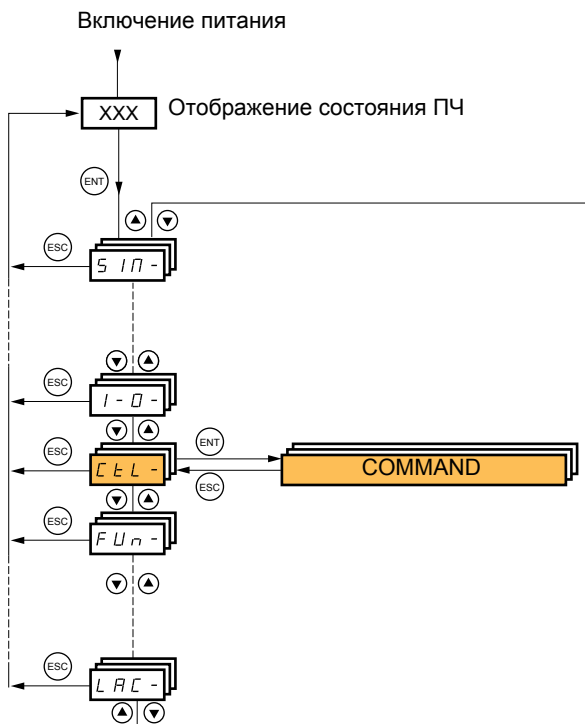 Включение питания
XXX Отображение состояния ПЧ
ENT
ESC
SIM-
ESC
I-O-
ENT
ESC
CtL- COMMAND
ESC
ESC
FUn-
ESC
LAC-